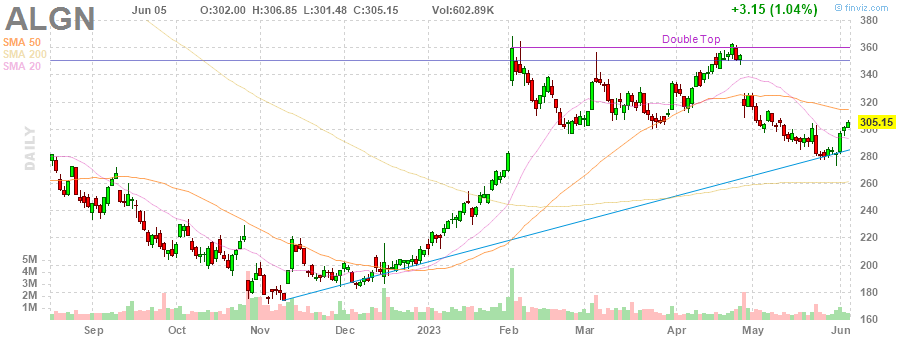 ALGN Jun 05 O:302.00 H:306.85 L:301.48 C:305.15 Vol:602.89K +3.15 (1.04%) finviz.com
SMA 50
SMA 200
SMA 20
Double Top
380
360
340
320
305.15
300
280
260
240
220
200
180
160
DAILY
5M
4M
3M
2M
1M
Sep Oct Nov Dec 2023 Feb Mar Apr May Jun